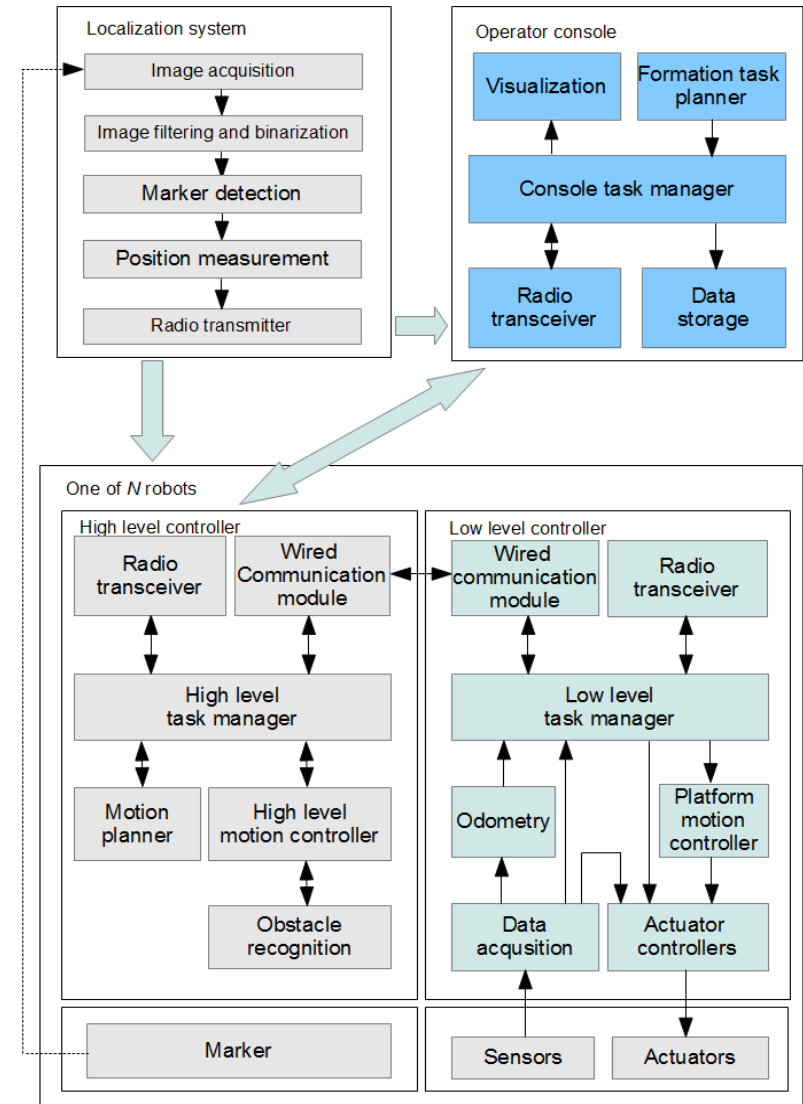 Localization system
Image acquisition
Image filtering and binarization
Marker detection
Position measurement
Radio transmitter
Operator console
Visualization
Formation task
planner
Console task manager
Radio
transceiver
Data
storage
One of N robots
High level controller
Radio
transceiver
Wired
Communication
module
High level
task manager
Motion
planner
High level
motion controller
Obstacle
recognition
Marker
Low level controller
Wired
communication
module
Radio
transceiver
Low level
task manager
Odometry
Platform
motion
controller
Data
acqusition
Actuator
controllers
Sensors
Actuators